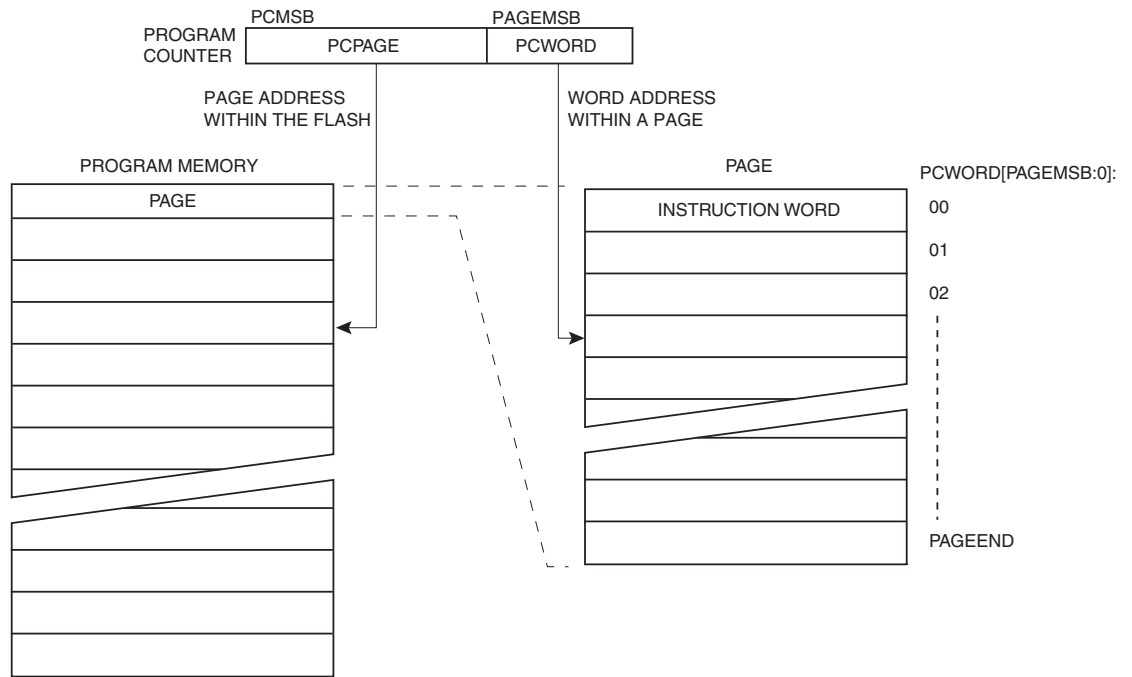 PCMSB
PAGEMSB
PROGRAM
COUNTER
PCPAGE
PCWORD
PAGE ADDRESS
WITHIN THE FLASH
WORD ADDRESS
WITHIN A PAGE
PROGRAM MEMORY
PAGE
PCWORD[PAGEMSB:0]:
PAGE
INSTRUCTION WORD
00
01
02
PAGEEND